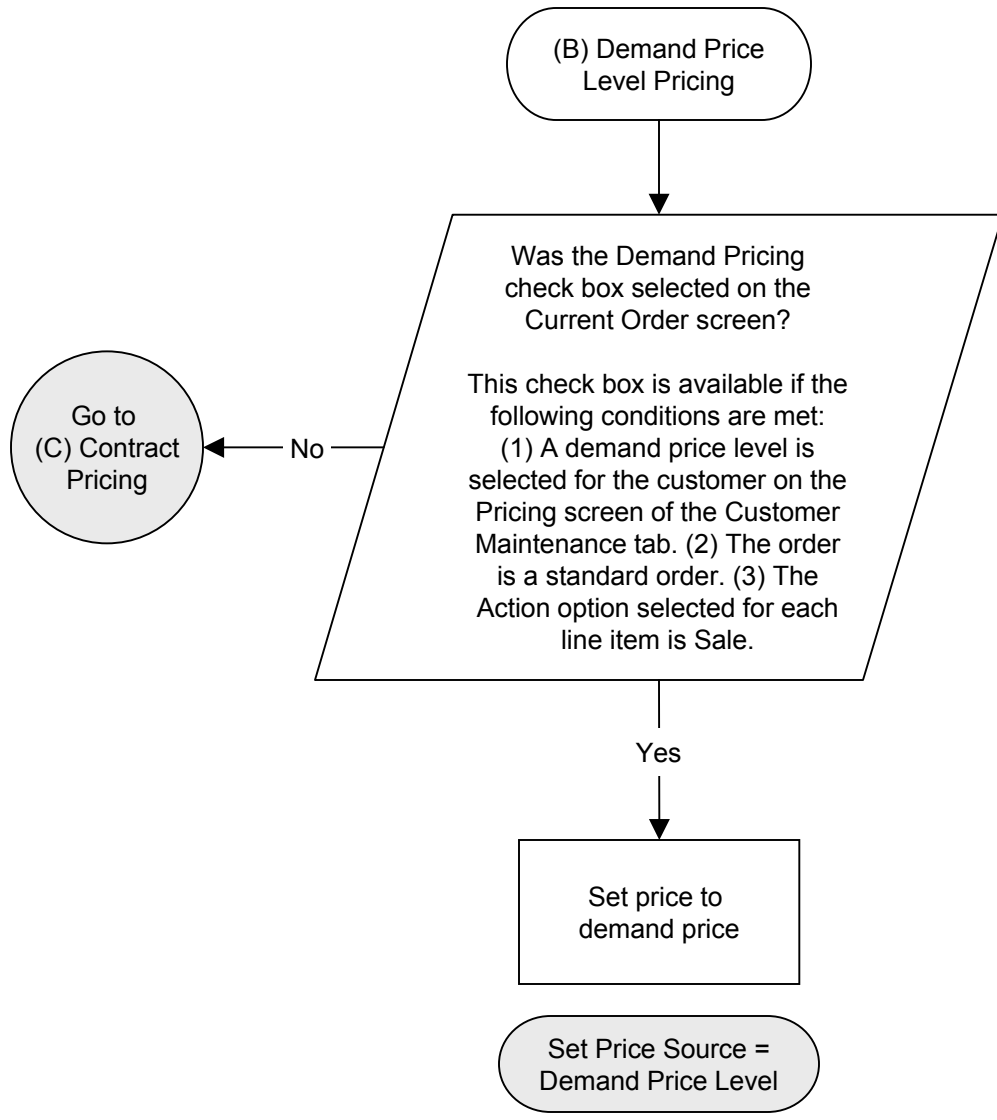 (B) Demand Price
Level Pricing
Was the Demand Pricing
check box selected on the
Current Order screen?
This check box is available if the
following conditions are met:
(1) A demand price level is
selected for the customer on the
Pricing screen of the Customer
Maintenance tab. (2) The order
is a standard order. (3) The
Action option selected for each
line item is Sale.
No
Go to
(C) Contract
Pricing
Yes
Set price to
demand price
Set Price Source =
Demand Price Level